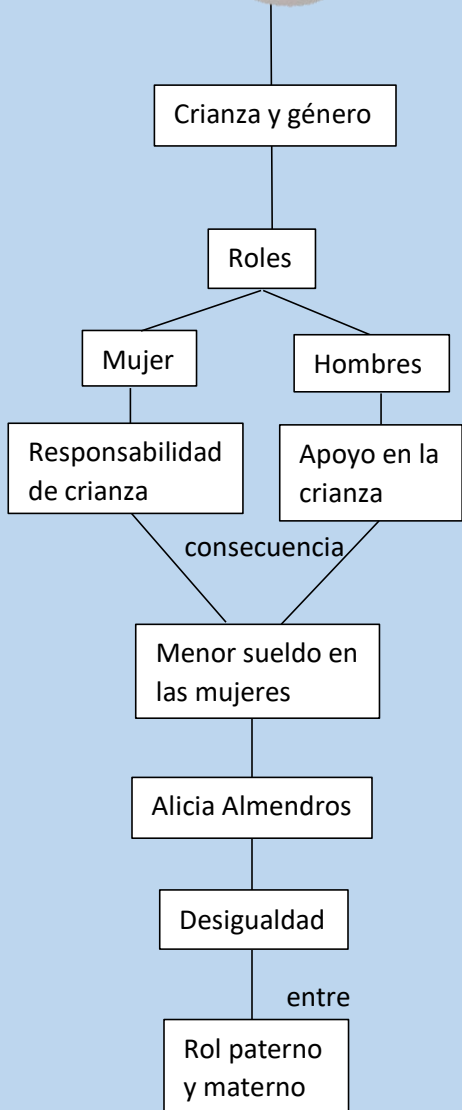 Crianza y género
Roles
Mujer
Hombres
Responsabilidad
de crianza
Apoyo en la
crianza
consecuencia
Menor sueldo en
las mujeres
Alicia Almendros
Desigualdad
entre
Rol paterno
y materno